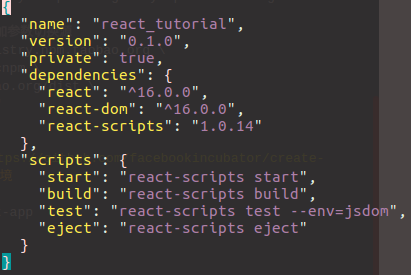 {
  "name": "react_tutorial",
  "version": "0.1.0",
  "private": true,
  "dependencies": {
    "react": "^16.0.0",
    "react-dom": "^16.0.0",
    "react-scripts": "1.0.14"
  },
  "scripts": {
    "start": "react-scripts start",
    "build": "react-scripts build",
    "test": "react-scripts test --env=jsdom",
    "eject": "react-scripts eject"
  }
}